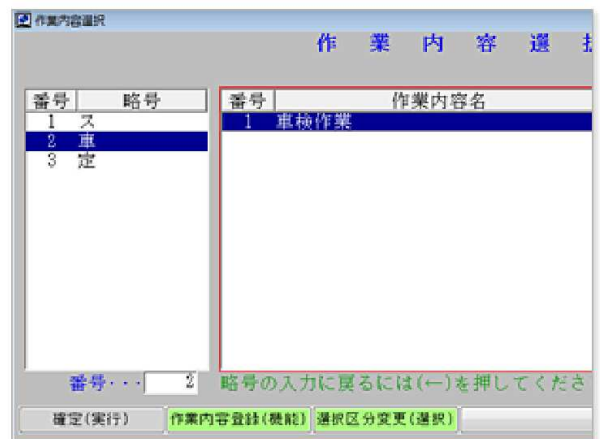 作業内容選択
作業内容選
番号 略号
1 ス
2 車
3 定
番号 作業内容名
1 車検作業
番号・・・ 2
略号の入力に戻るには(←)を押してくださ
確定(実行) 作業内容登録(機能) 選択区分変更(選択)